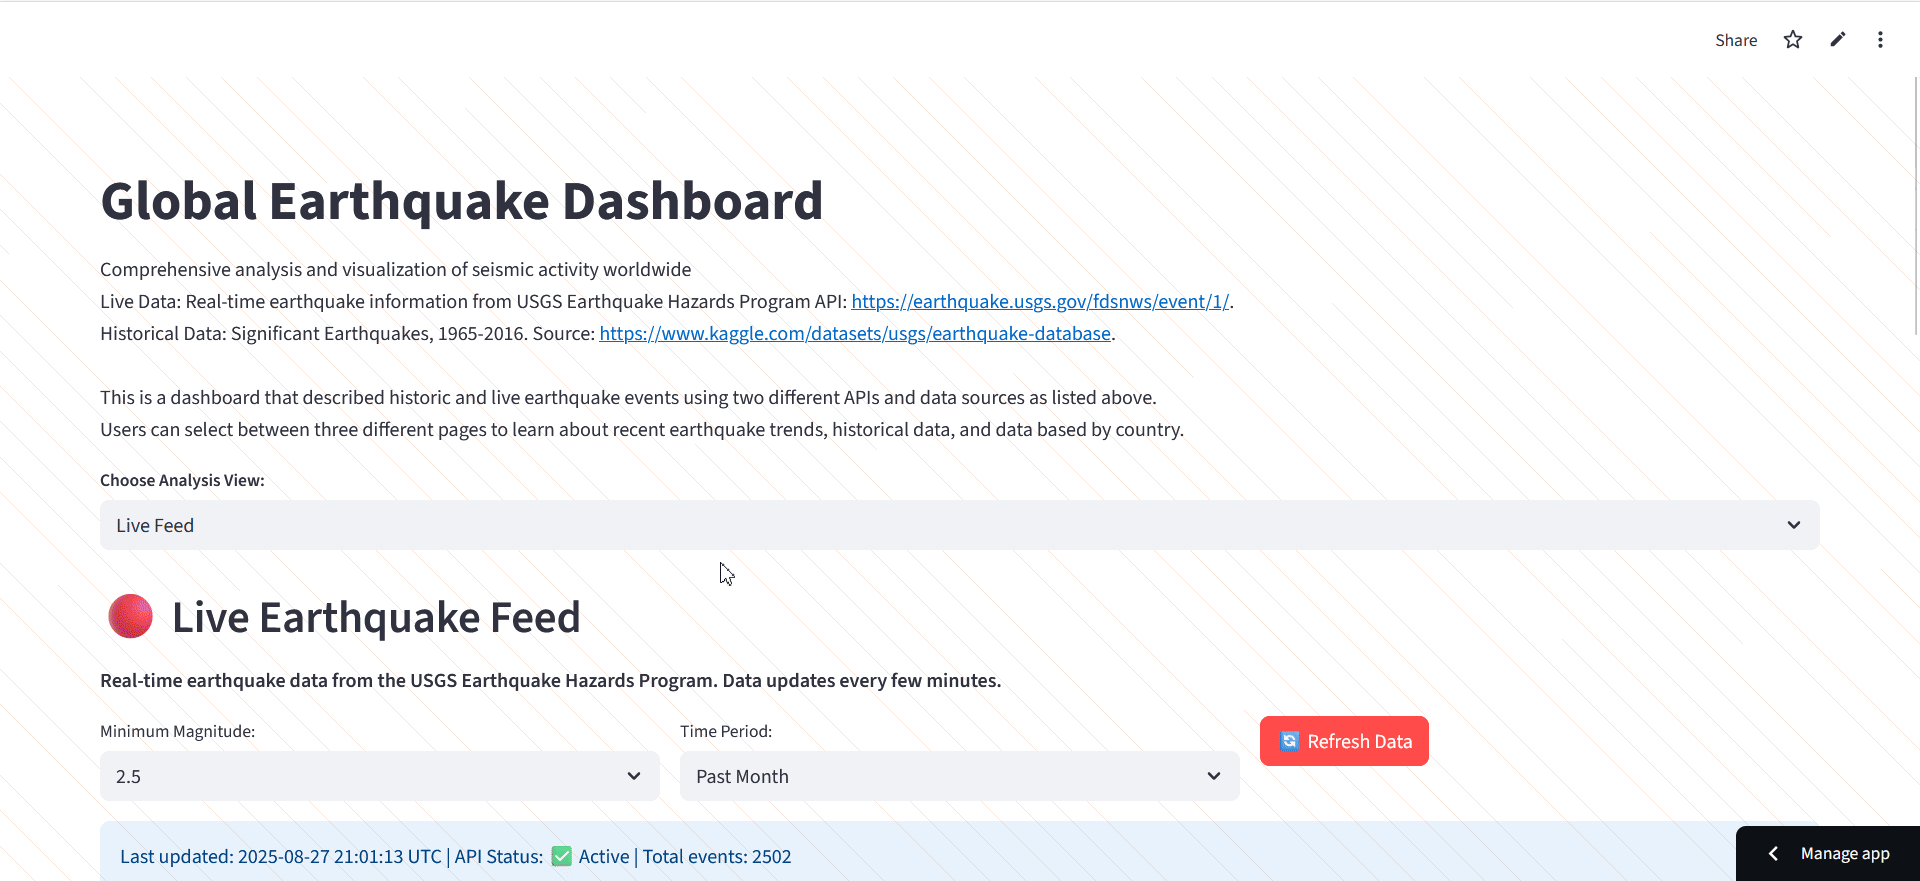 Share
Global Earthquake Dashboard
Comprehensive analysis and visualization of seismic activity worldwide
Live Data: Real-time earthquake information from USGS Earthquake Hazards Program API: https://earthquake.usgs.gov/fdsnws/event/1/.
Historical Data: Significant Earthquakes, 1965-2016. Source: https://www.kaggle.com/datasets/usgs/earthquake-database.
This is a dashboard that described historic and live earthquake events using two different APIs and data sources as listed above.
Users can select between three different pages to learn about recent earthquake trends, historical data, and data based by country.
Choose Analysis View:
Live Feed
Live Earthquake Feed
Real-time earthquake data from the USGS Earthquake Hazards Program. Data updates every few minutes.
Minimum Magnitude:
2.5
Time Period:
Past Month
Refresh Data
Last updated: 2025-08-27 21:01:13 UTC | API Status: ✅ Active | Total events: 2502
Manage app